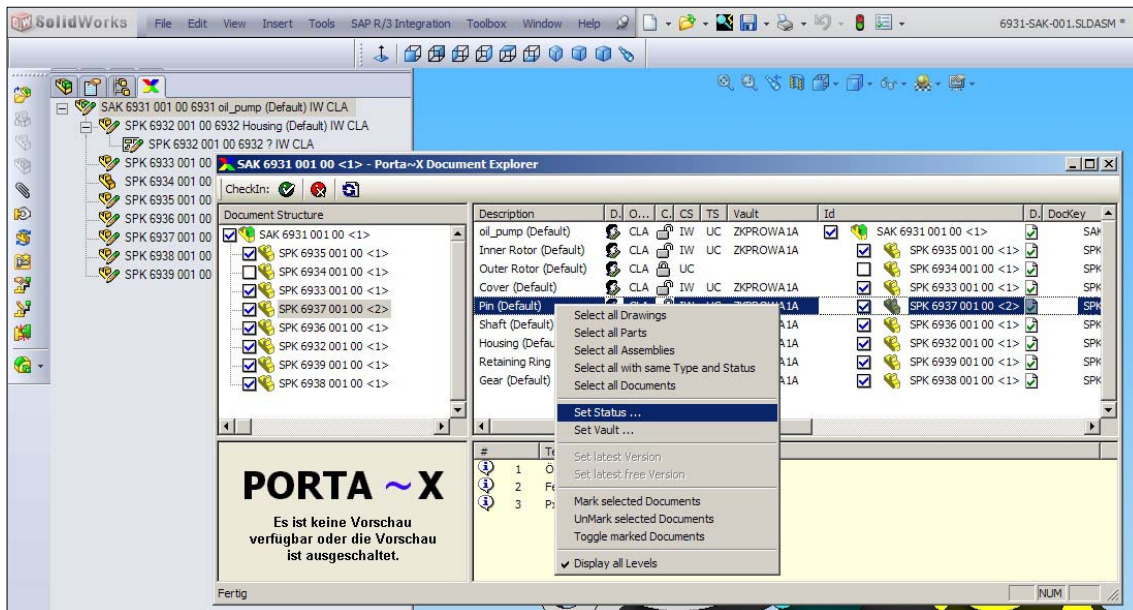 SolidWorks
File Edit View Insert Tools SAP R/3 Integration Toolbox Window Help
6931-SAK-001.SLDASM *
SAK 6931 001 00 6931 oil_pump (Default) IW CLA
SPK 6932 001 00 6932 Housing (Default) IW CLA
SPK 6932 001 00 6932 ? IW CLA
SPK 6933 001 00
SPK 6934 001 00
SPK 6935 001 00
SPK 6936 001 00
SPK 6937 001 00
SPK 6938 001 00
SPK 6939 001 00
SAK 6931 001 00 <1> - Porta~X Document Explorer
CheckIn:
Document Structure
SAK 6931 001 00 <1>
SPK 6935 001 00 <1>
SPK 6934 001 00 <1>
SPK 6933 001 00 <1>
SPK 6937 001 00 <2>
SPK 6936 001 00 <1>
SPK 6932 001 00 <1>
SPK 6939 001 00 <1>
SPK 6938 001 00 <1>
Description D. O... C. CS TS Vault Id D. DocKey
oil_pump (Default) CLA IW UC ZKPROWA1A SAK 6931 001 00 <1> SAK
Inner Rotor (Default) CLA IW UC ZKPROWA1A SPK 6935 001 00 <1> SPK
Outer Rotor (Default) CLA UC SPK 6934 001 00 <1> SPK
Cover (Default) CLA IW UC ZKPROWA1A SPK 6933 001 00 <1> SPK
Pin (Default) CLA IW UC ZKPROWA1A SPK 6937 001 00 <2> SPK
Shaft (Default) A1A SPK 6936 001 00 <1> SPK
Housing (Defau A1A SPK 6932 001 00 <1> SPK
Retaining Ring A1A SPK 6939 001 00 <1> SPK
Gear (Default) A1A SPK 6938 001 00 <1> SPK
Select all Drawings
Select all Parts
Select all Assemblies
Select all with same Type and Status
Select all Documents
Set Status ...
Set Vault ...
Set latest Version
Set latest free Version
Mark selected Documents
UnMark selected Documents
Toggle marked Documents
Display all Levels
# Te
1 Ö
2 Fe
3
PORTA ~ X
Es ist keine Vorschau
verfügbar oder die Vorschau
ist ausgeschaltet.
Fertig
NUM